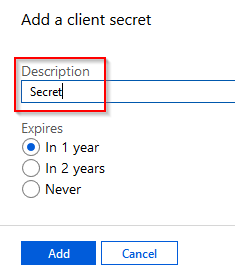 Add a client secret
Description
Secret
Expires
In 1 year
In 2 years
Never
Add Cancel